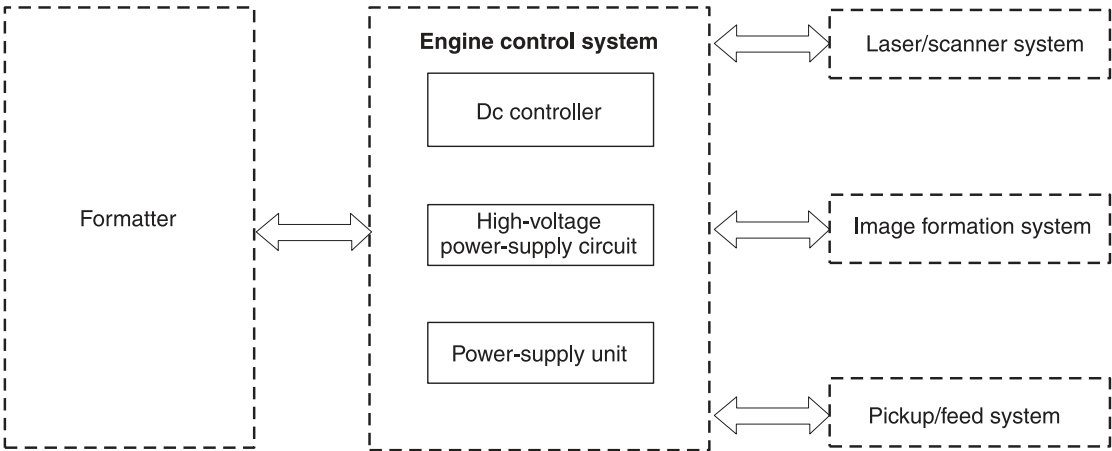 Formatter
Engine control system
Dc controller
High-voltage
power-supply circuit
Power-supply unit
Laser/scanner system
Image formation system
Pickup/feed system